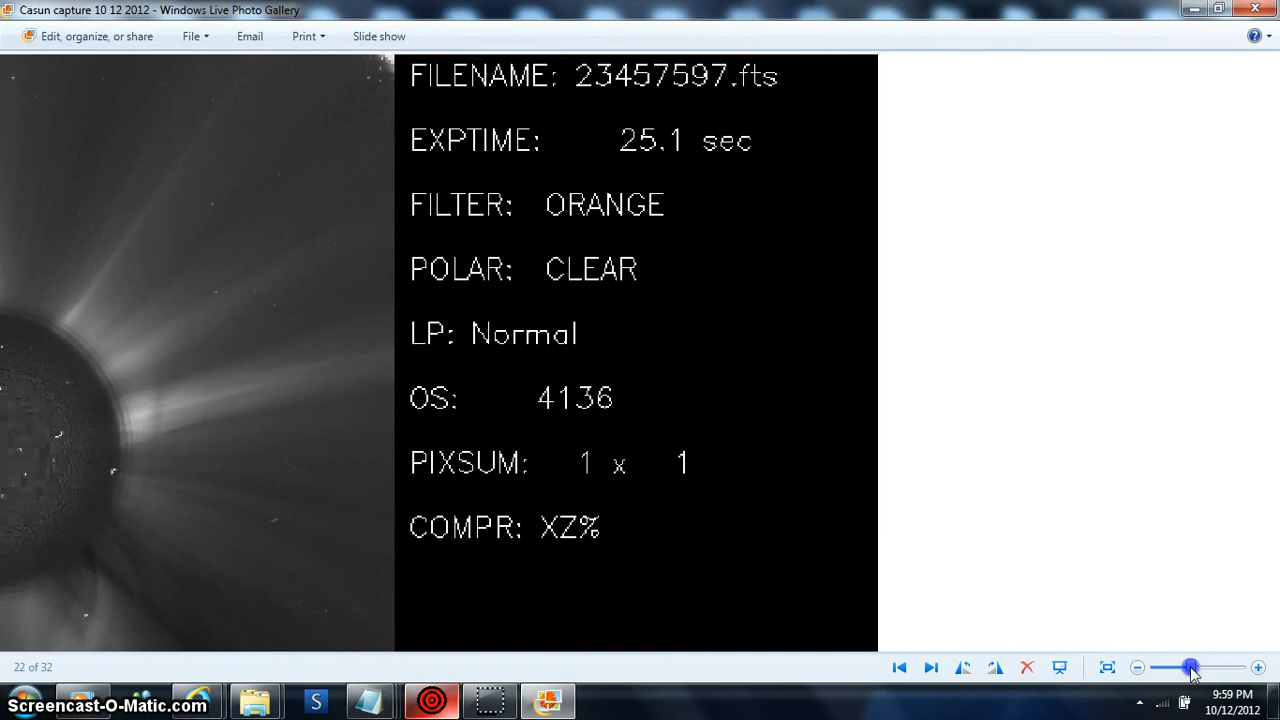 Casun capture 10 12 2012 - Windows Live Photo Gallery
Edit, organize, or share File Email Print Slide show
FILENAME: 23457597.fts
EXPTIME: 25.1 sec
FILTER: ORANGE
POLAR: CLEAR
LP: Normal
OS: 4136
PIXSUM: 1 x 1
COMPR: XZ%
22 of 32
S
9:59 PM
Screencast-O-Matic.com
10/12/2012